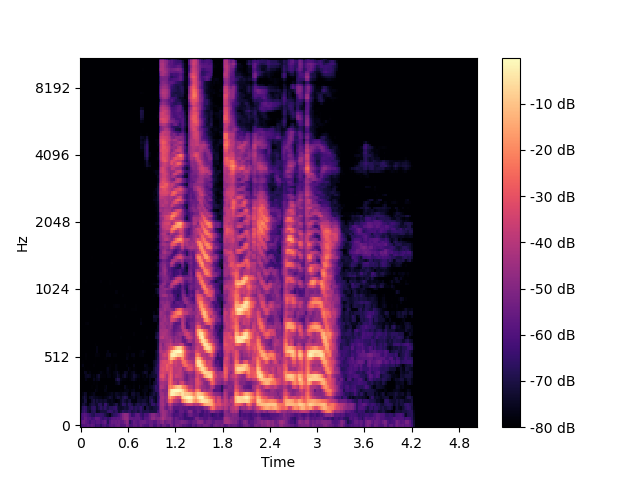 8192
4096
2048
1024
512
0
Hz
0 0.6 1.2 1.8 2.4 3 3.6 4.2 4.8
Time
-10 dB
-20 dB
-30 dB
-40 dB
-50 dB
-60 dB
-70 dB
-80 dB